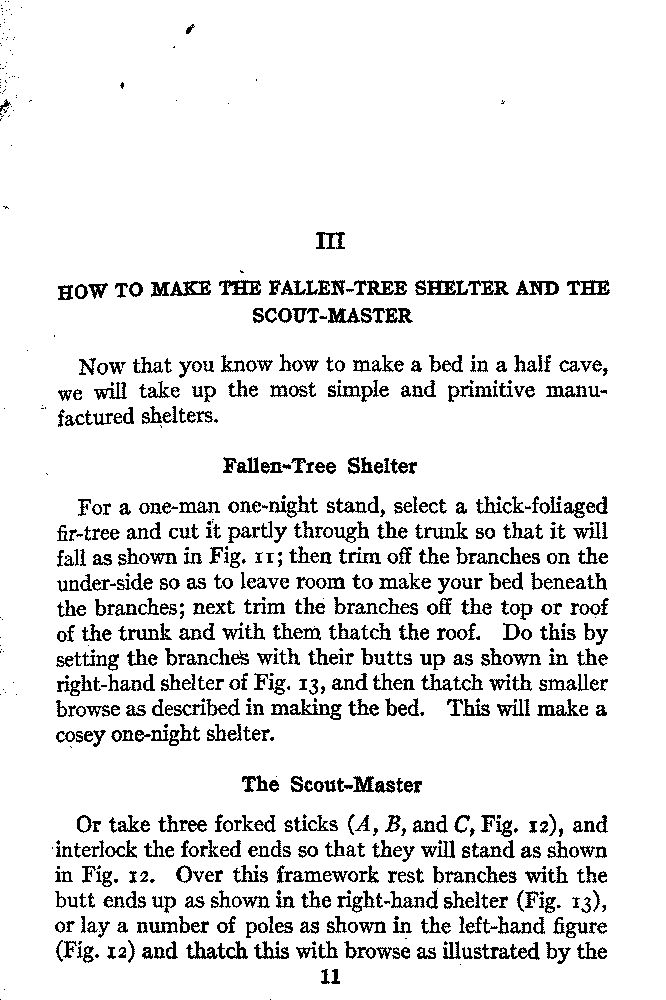 III
HOW TO MAKE THE FALLEN-TREE SHELTER AND THE
SCOUT-MASTER
Now that you know how to make a bed in a half cave,
we will take up the most simple and primitive manu-
factured shelters.
Fallen-Tree Shelter
For a one-man one-night stand, select a thick-foliaged
fir-tree and cut it partly through the trunk so that it will
fall as shown in Fig. 11; then trim off the branches on the
under-side so as to leave room to make your bed beneath
the branches; next trim the branches off the top or roof
of the trunk and with them thatch the roof. Do this by
setting the branches with their butts up as shown in the
right-hand shelter of Fig. 13, and then thatch with smaller
browse as described in making the bed. This will make a
cosey one-night shelter.
The Scout-Master
Or take three forked sticks (A, B, and C, Fig. 12), and
interlock the forked ends so that they will stand as shown
in Fig. 12. Over this framework rest branches with the
butt ends up as shown in the right-hand shelter (Fig. 13),
or lay a number of poles as shown in the left-hand figure
(Fig. 12) and thatch this with browse as illustrated by the
11